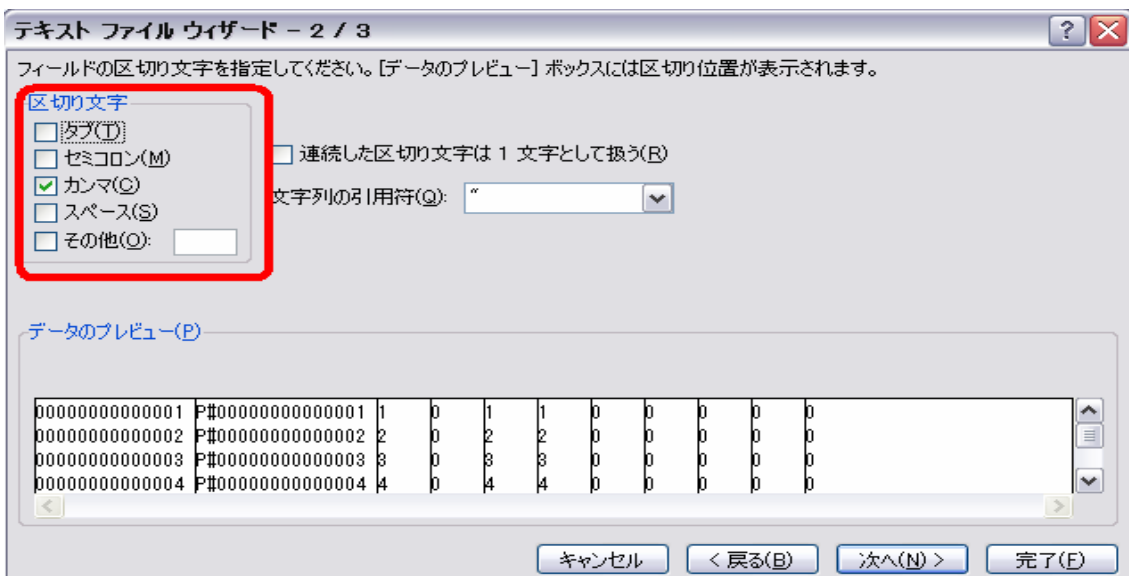 テキスト ファイル ウィザード - 2 / 3
フィールドの区切り文字を指定してください。[データのプレビュー] ボックスには区切り位置が表示されます。
区切り文字
タブ(T)
セミコロン(M)
カンマ(C)
スペース(S)
その他(O):
連続した区切り文字は 1 文字として扱う(R)
文字列の引用符(Q): "
データのプレビュー(P)
00000000000001 P#00000000000001 1 0 1 1 0 0 0 0 0
00000000000002 P#00000000000002 2 0 2 2 0 0 0 0 0
00000000000003 P#00000000000003 3 0 3 3 0 0 0 0 0
00000000000004 P#00000000000004 4 0 4 4 0 0 0 0 0
キャンセル < 戻る(B) 次へ(N) > 完了(F)